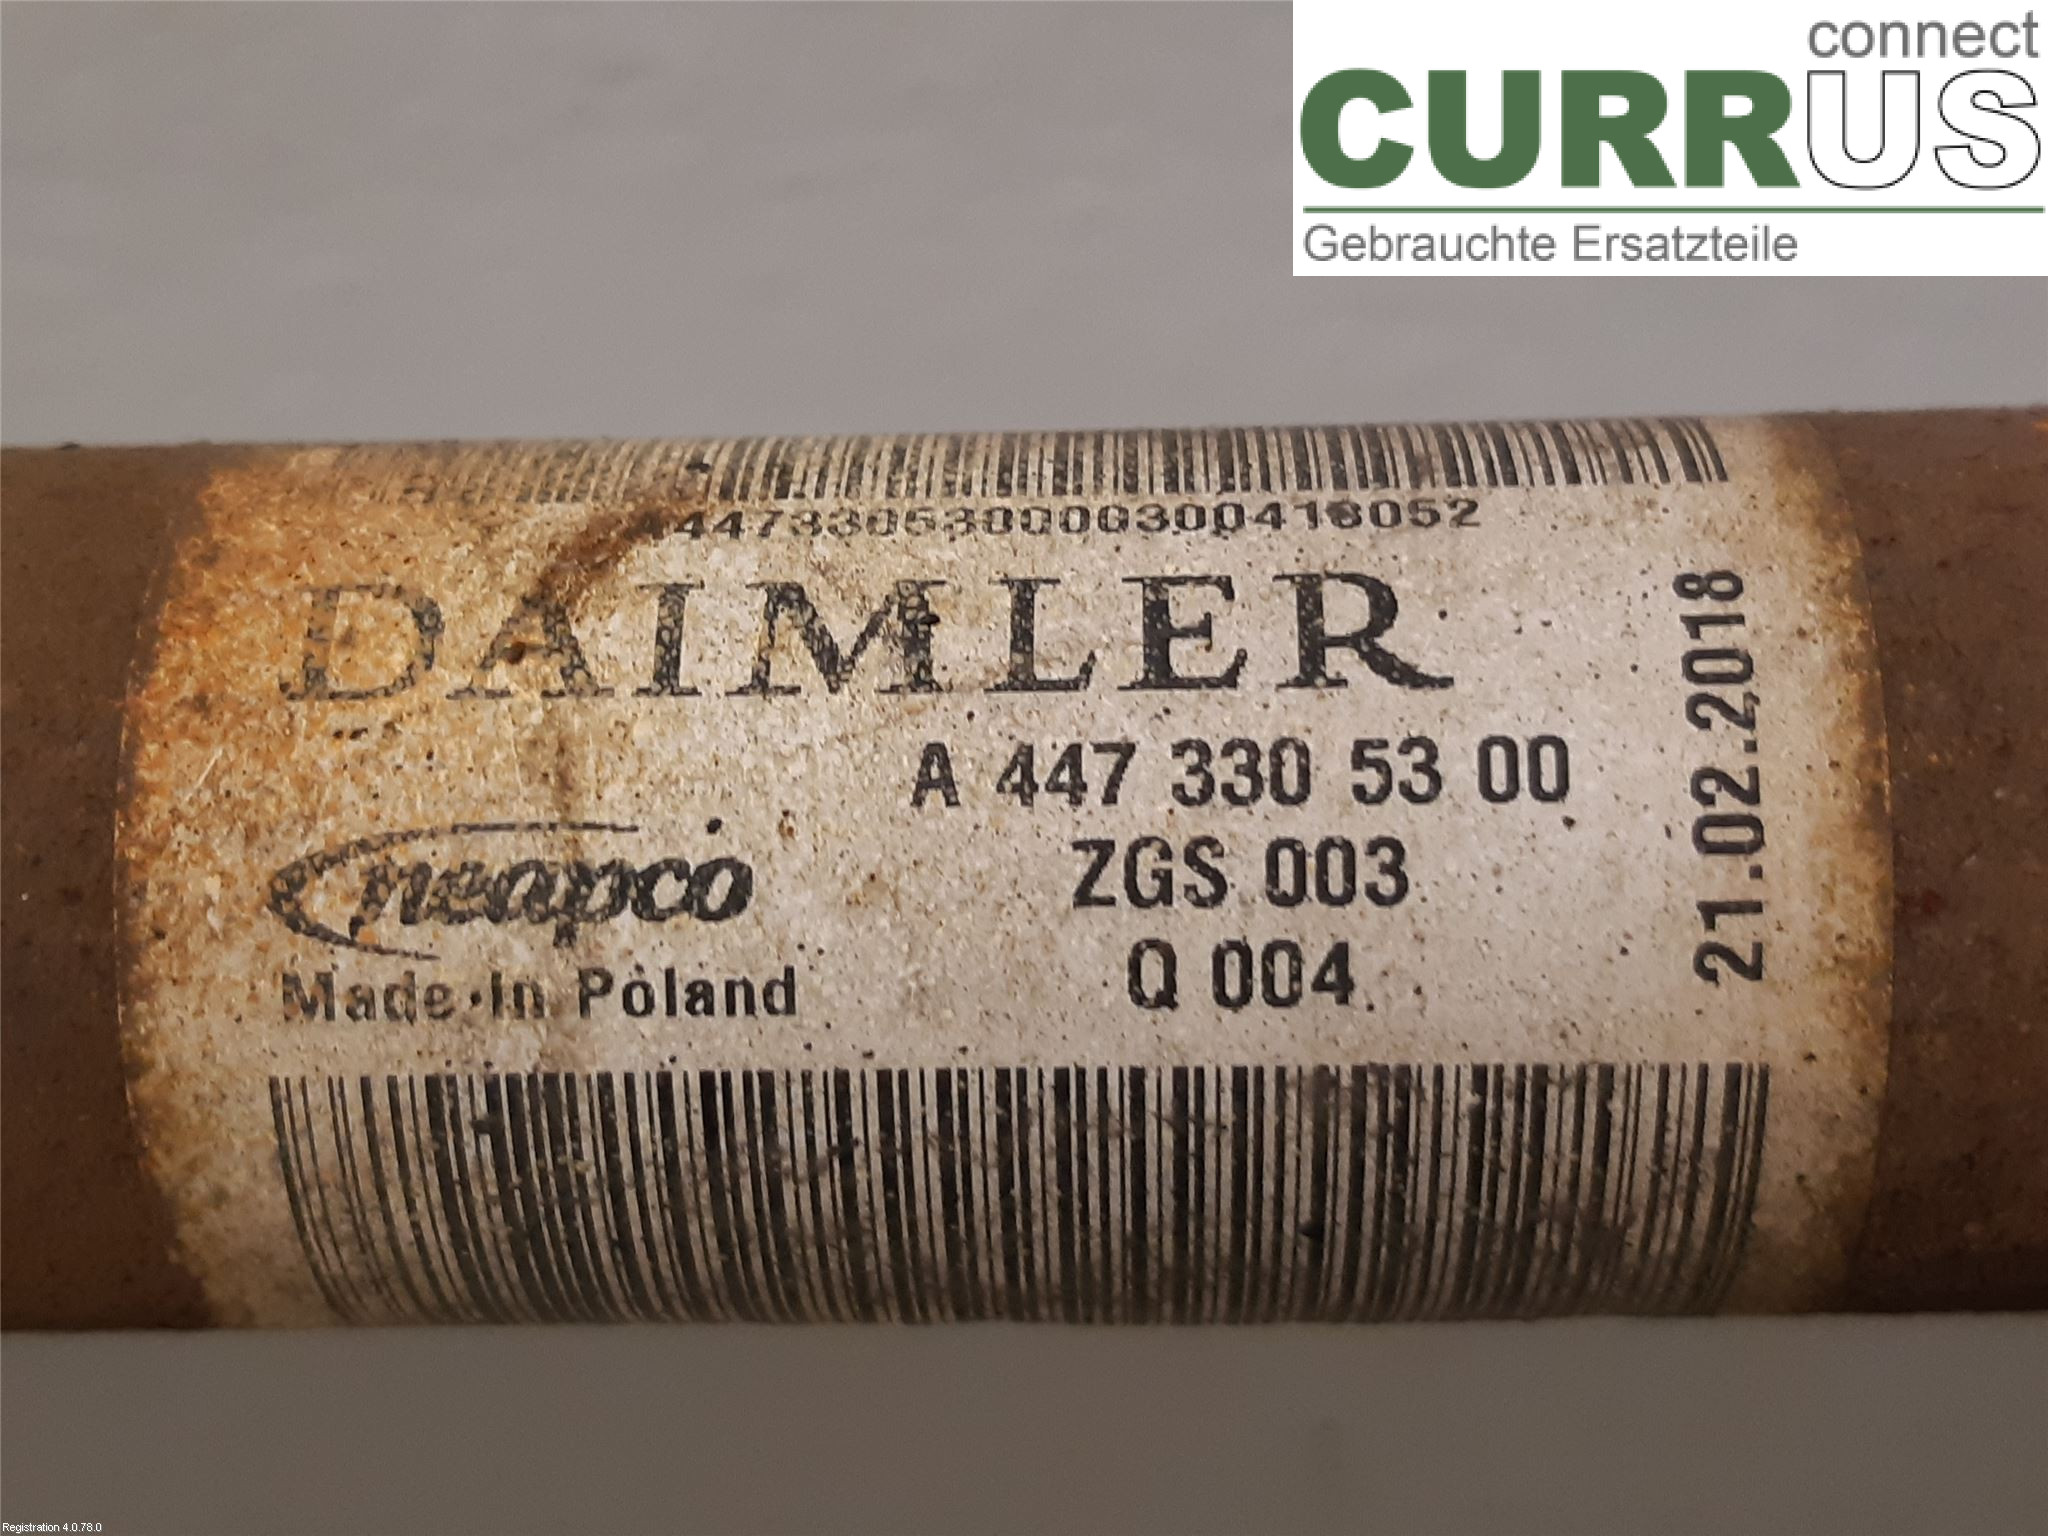 connect
CURRUS
Gebrauchte Ersatzteile
A447330530000300418052
DAIMLER
A 447 330 53 00
neapco
ZGS 003
Made In Poland
Q 004
21.02.2018
Registration 4.0.78.0